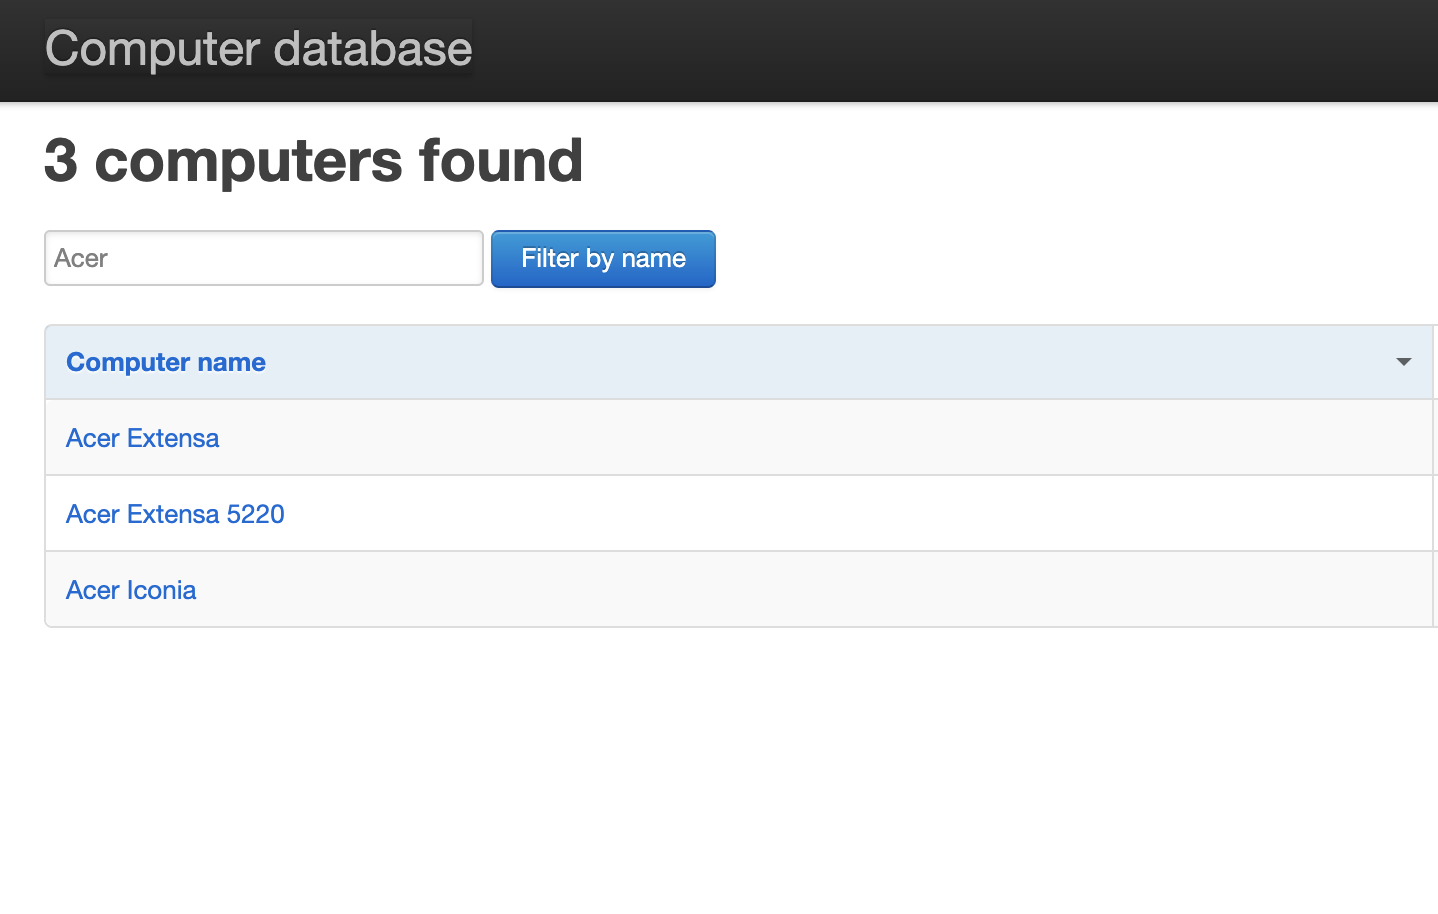 Computer database
3 computers found
Acer
Filter by name
Computer name
Acer Extensa
Acer Extensa 5220
Acer Iconia